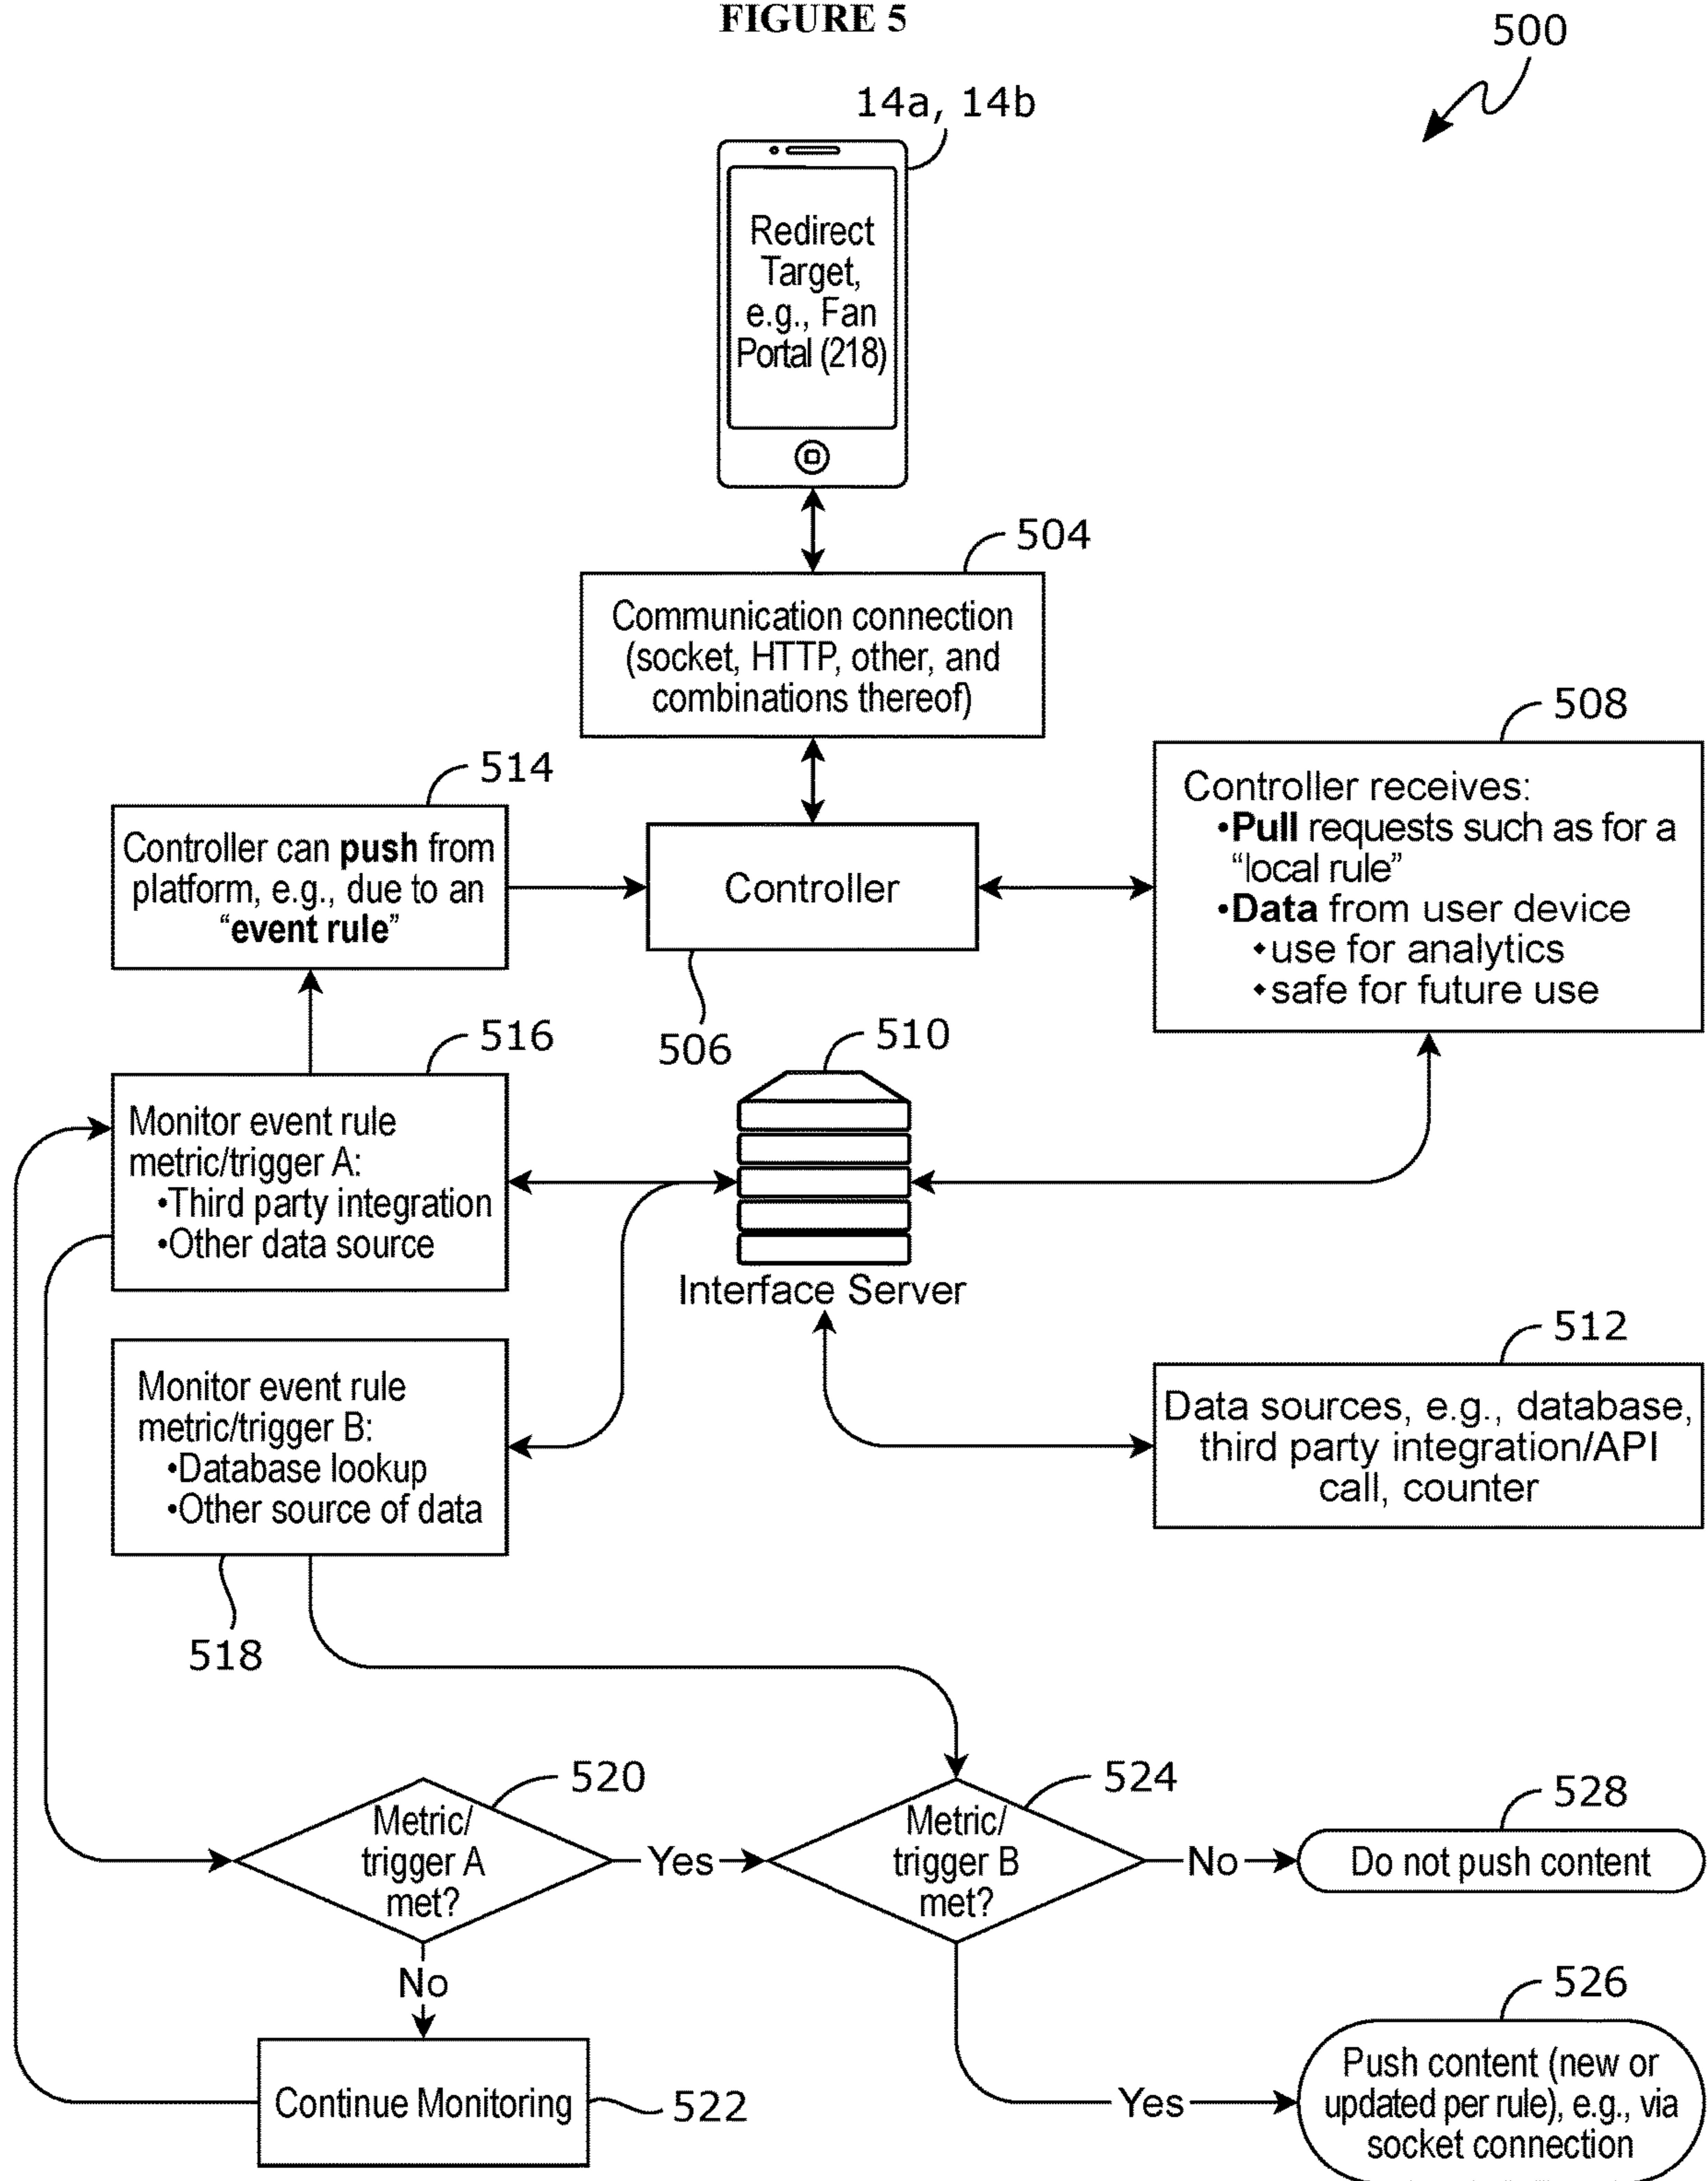 FIGURE 5
500
14a, 14b
Redirect
Target,
e.g., Fan
Portal (218)
504
Communication connection
(socket, HTTP, other, and
combinations thereof)
508
Controller receives:
•Pull requests such as for a
“local rule”
•Data from user device
◆use for analytics
◆safe for future use
514
Controller can push from
platform, e.g., due to an
“event rule”
Controller
506
510
Interface Server
516
Monitor event rule
metric/trigger A:
•Third party integration
•Other data source
512
Data sources, e.g., database,
third party integration/API
call, counter
Monitor event rule
metric/trigger B:
•Database lookup
•Other source of data
518
520
Metric/
trigger A
met?
Yes
524
Metric/
trigger B
met?
No
528
Do not push content
No
Continue Monitoring
522
Yes
526
Push content (new or
updated per rule), e.g., via
socket connection